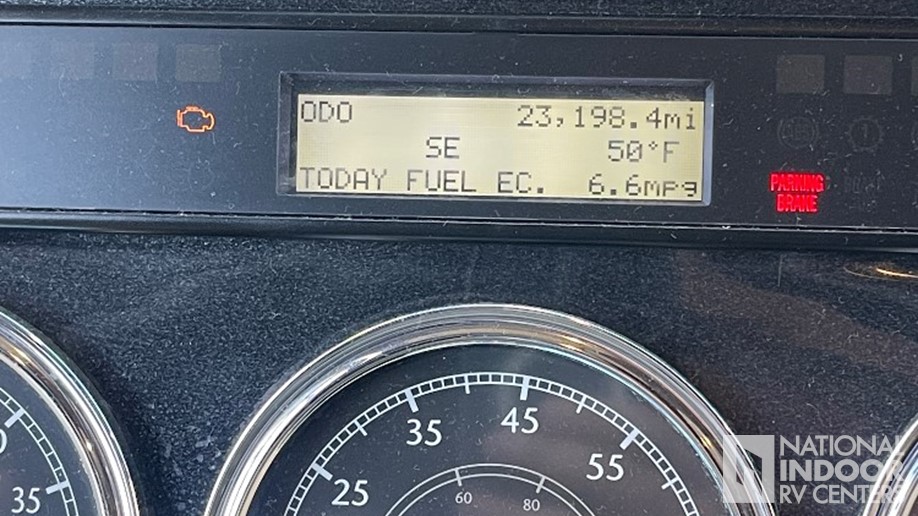 ODO 23,198.4mi
SE 50°F
TODAY FUEL EC. 6.6mpg
PARKING
BRAKE
35
25
35
45
55
60
80
NATIONAL
INDOOR
RV CENTERS